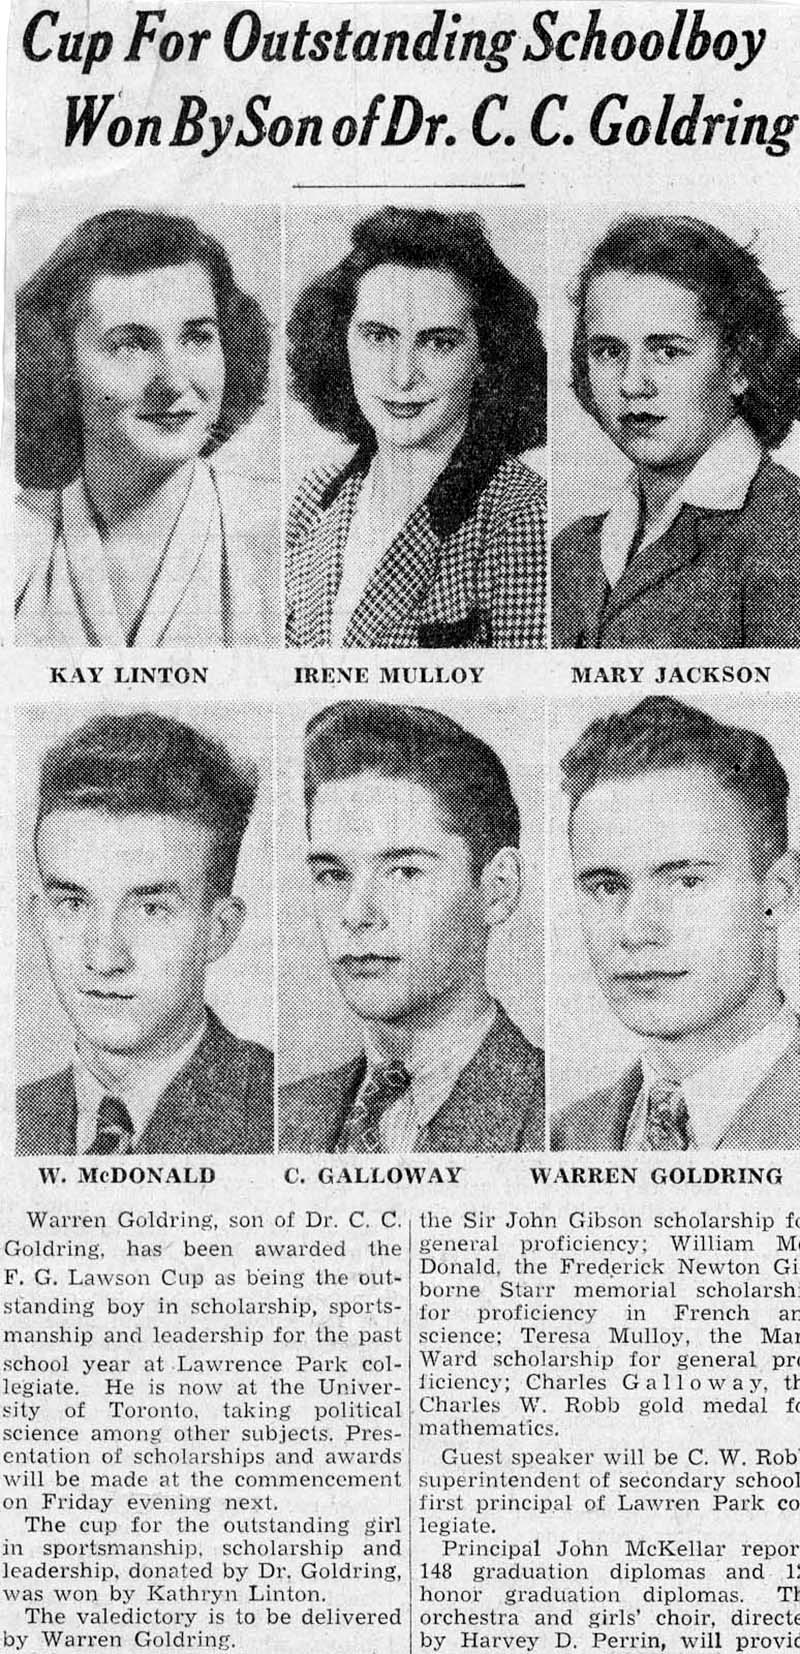 Cup For Outstanding Schoolboy
Won By Son of Dr. C. C. Goldring
KAY LINTON
IRENE MULLOY
MARY JACKSON
W. McDONALD
C. GALLOWAY
WARREN GOLDRING
Warren Goldring, son of Dr. C. C.
Goldring, has been awarded the
F. G. Lawson Cup as being the out-
standing boy in scholarship, sports-
manship and leadership for the past
school year at Lawrence Park col-
legiate. He is now at the Univer-
sity of Toronto, taking political
science among other subjects. Pres-
entation of scholarships and awards
will be made at the commencement
on Friday evening next.
The cup for the outstanding girl
in sportsmanship, scholarship and
leadership, donated by Dr. Goldring,
was won by Kathryn Linton.
The valedictory is to be delivered
by Warren Goldring.
the Sir John Gibson scholarship
general proficiency; William
Donald, the Frederick Newton
borne Starr memorial
for proficiency in French
science; Teresa Mulloy, the
Ward scholarship for general
ficiency; Charles Galloway,
Charles W. Robb gold medal
mathematics.
Guest speaker will be C. W.
superintendent of secondary
first principal of Lawren Park
legiate.
Principal John McKellar
148 graduation diplomas and
honor graduation diplomas.
orchestra and girls' choir,
by Harvey D. Perrin, will